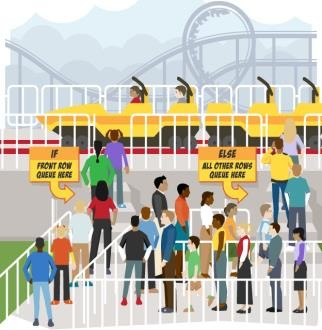 IF
FRONT ROW
QUEUE HERE
ELSE
ALL OTHER ROWS
QUEUE HERE